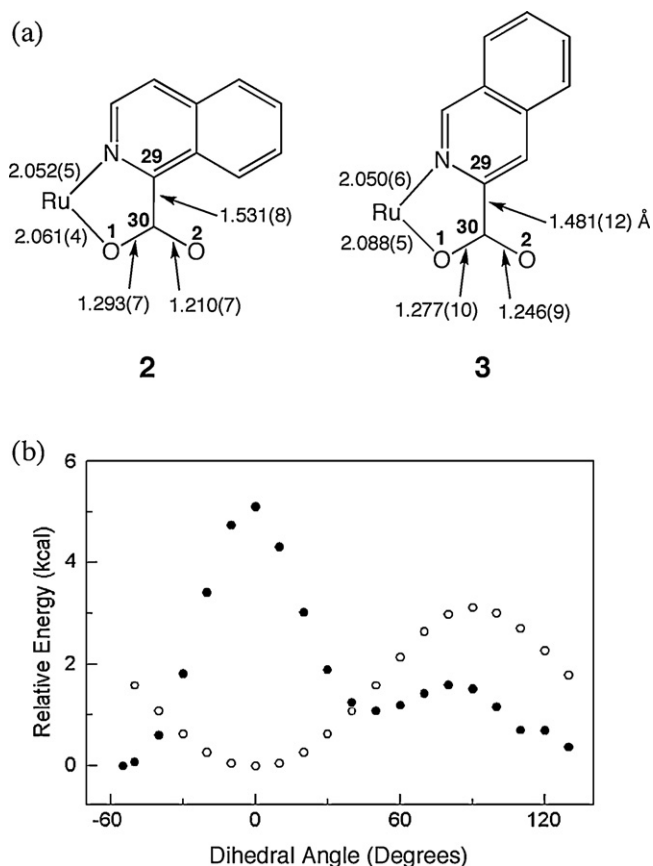 (a)
N 29
2.052(5)
Ru
2.061(4)
1 30 2
O O
1.531(8)
1.293(7) 1.210(7)
2
N 29
2.050(6)
Ru
2.088(5)
1 30 2
O O
1.481(12) Å
1.277(10) 1.246(9)
3
(b)
Relative Energy (kcal)
6
4
2
0
-60 0 60 120
Dihedral Angle (Degrees)